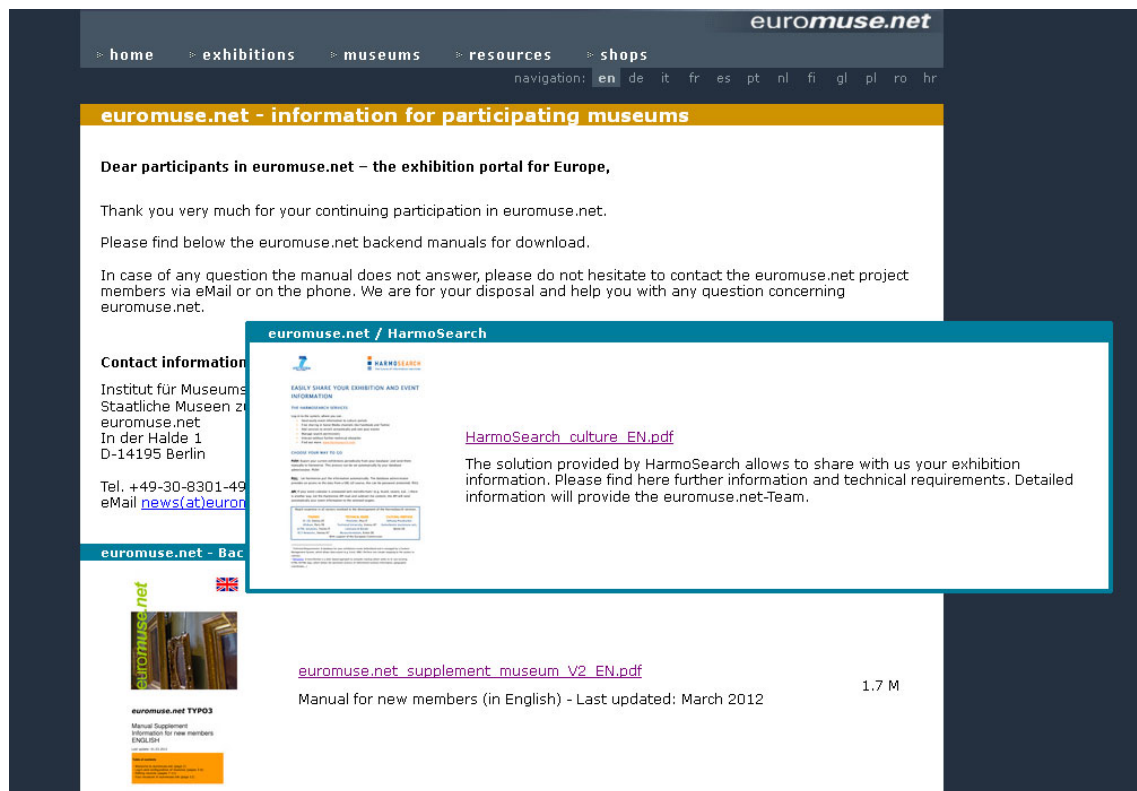 euromuse.net
home exhibitions museums resources shops
navigation: en de it fr es pt nl fi gl pl ro hr
euromuse.net - information for participating museums
Dear participants in euromuse.net – the exhibition portal for Europe,
Thank you very much for your continuing participation in euromuse.net.
Please find below the euromuse.net backend manuals for download.
In case of any question the manual does not answer, please do not hesitate to contact the euromuse.net project
members via eMail or on the phone. We are for your disposal and help you with any question concerning
euromuse.net.
Contact information
Institut für Museums
Staatliche Museen z
euromuse.net
In der Halde 1
D-14195 Berlin
Tel. +49-30-8301-49
eMail news(at)euron
euromuse.net / HarmoSearch
HARMOSEARCH
EASILY SHARE YOUR EXHIBITION AND EVENT
INFORMATION
THE HARMOSEARCH SERVICES
CHOOSE YOUR WAY TO GO
HarmoSearch_culture_EN.pdf
The solution provided by HarmoSearch allows to share with us your exhibition
information. Please find here further information and technical requirements. Detailed
information will provide the euromuse.net-Team.
euromuse.net - Bac
euromuse.net
euromuse.net TYPO3
Manual Supplement
Information for new members
ENGLISH
euromuse.net_supplement_museum_V2_EN.pdf
Manual for new members (in English) - Last updated: March 2012
1.7 M